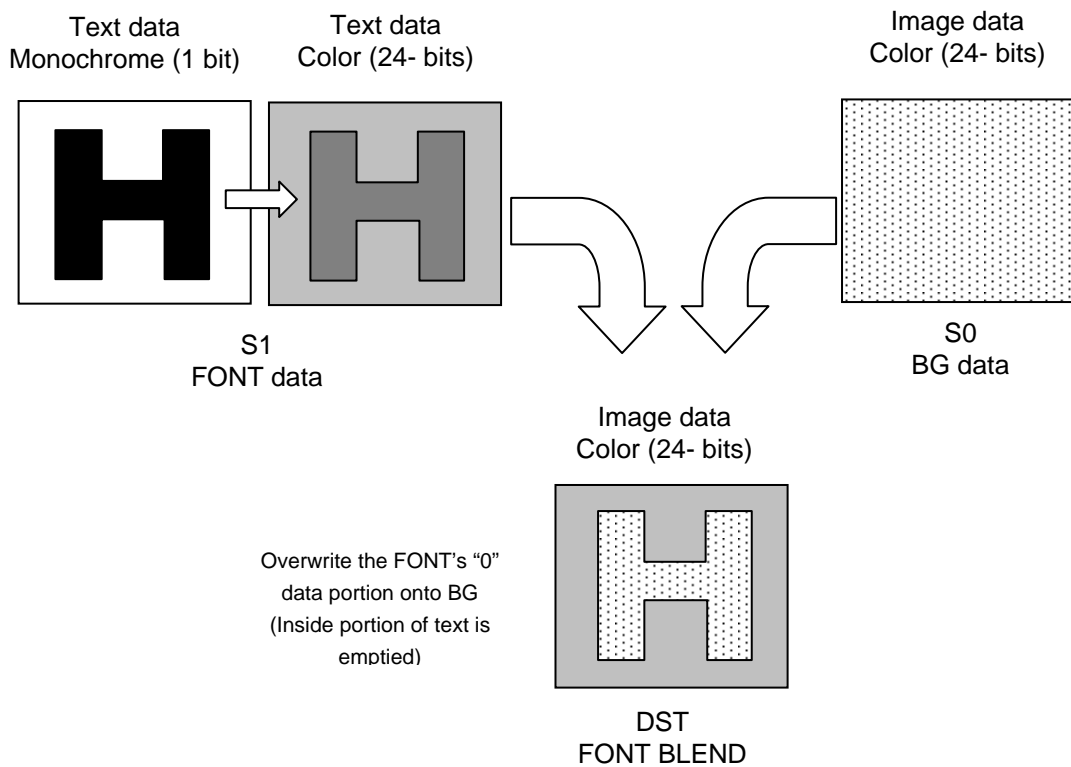 Text data
Monochrome (1 bit)
Text data
Color (24- bits)
Image data
Color (24- bits)
S1
FONT data
S0
BG data
Image data
Color (24- bits)
Overwrite the FONT’s “0”
data portion onto BG
(Inside portion of text is
emptied)
DST
FONT BLEND